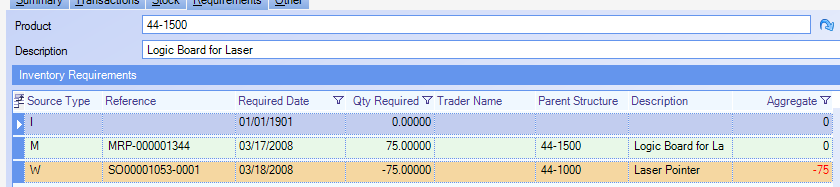 Summary Transactions Stock Requirements Other
Product 44-1500
Description Logic Board for Laser
Inventory Requirements
Source Type Reference Required Date Qty Required Trader Name Parent Structure Description Aggregate
I 01/01/1901 0.00000 0
M MRP-000001344 03/17/2008 75.00000 44-1500 Logic Board for La 0
W SO00001053-0001 03/18/2008 -75.00000 44-1000 Laser Pointer -75